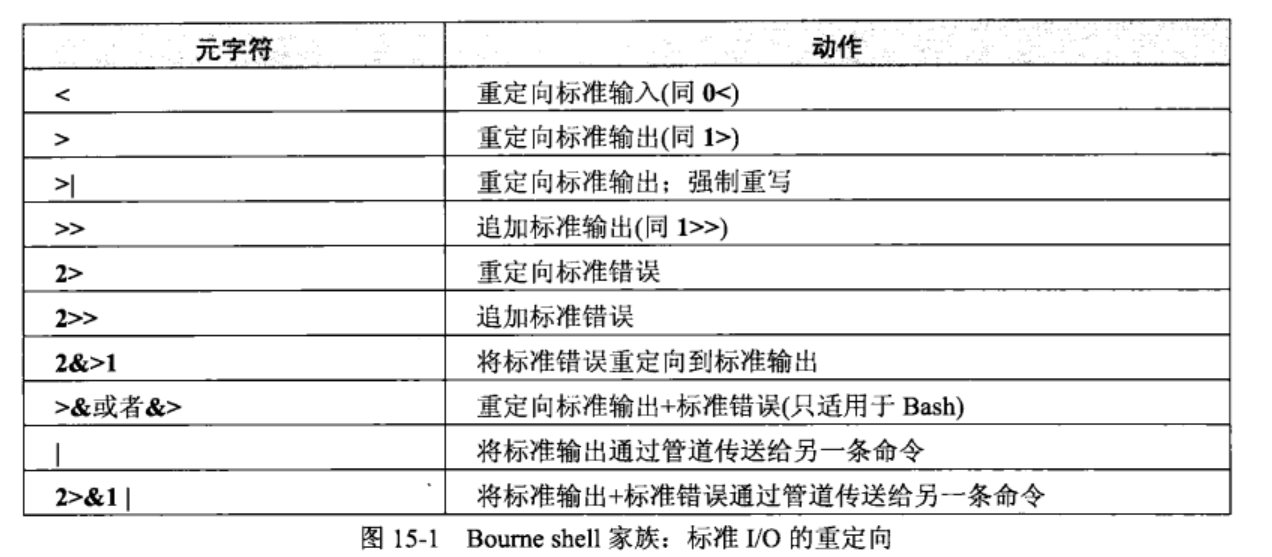 元字符 动作
< 重定向标准输入(同 0<)
> 重定向标准输出(同 1>)
>| 重定向标准输出；强制重写
>> 追加标准输出(同 1>>)
2> 重定向标准错误
2>> 追加标准错误
2&>1 将标准错误重定向到标准输出
>&或者&> 重定向标准输出+标准错误(只适用于 Bash)
| 将标准输出通过管道传送给另一条命令
2>&1 | 将标准输出+标准错误通过管道传送给另一条命令
图 15-1 Bourne shell 家族：标准 I/O 的重定向